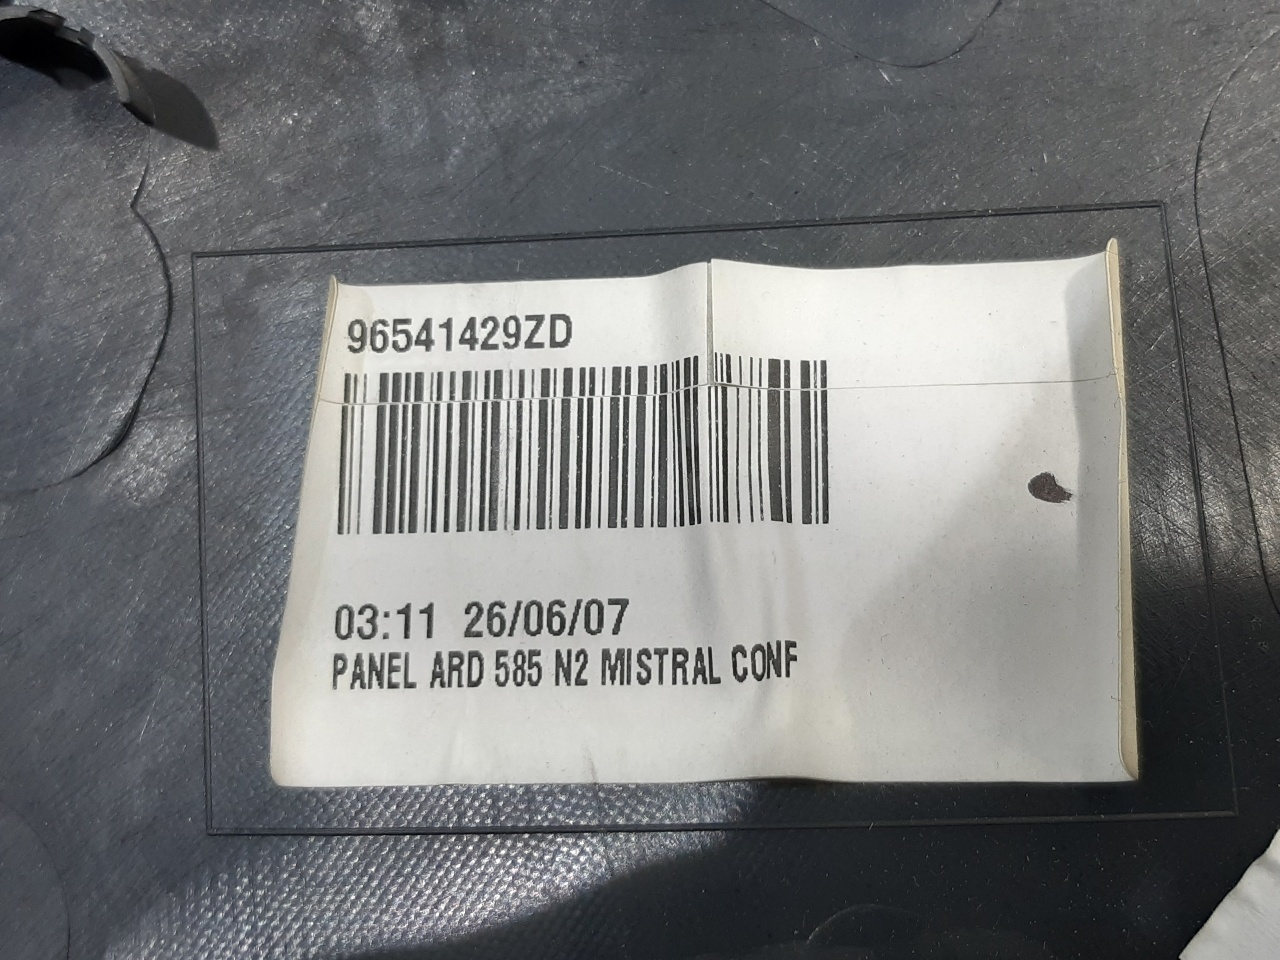 96541429ZD
03:11 26/06/07
PANEL ARD 585 N2 MISTRAL CONF